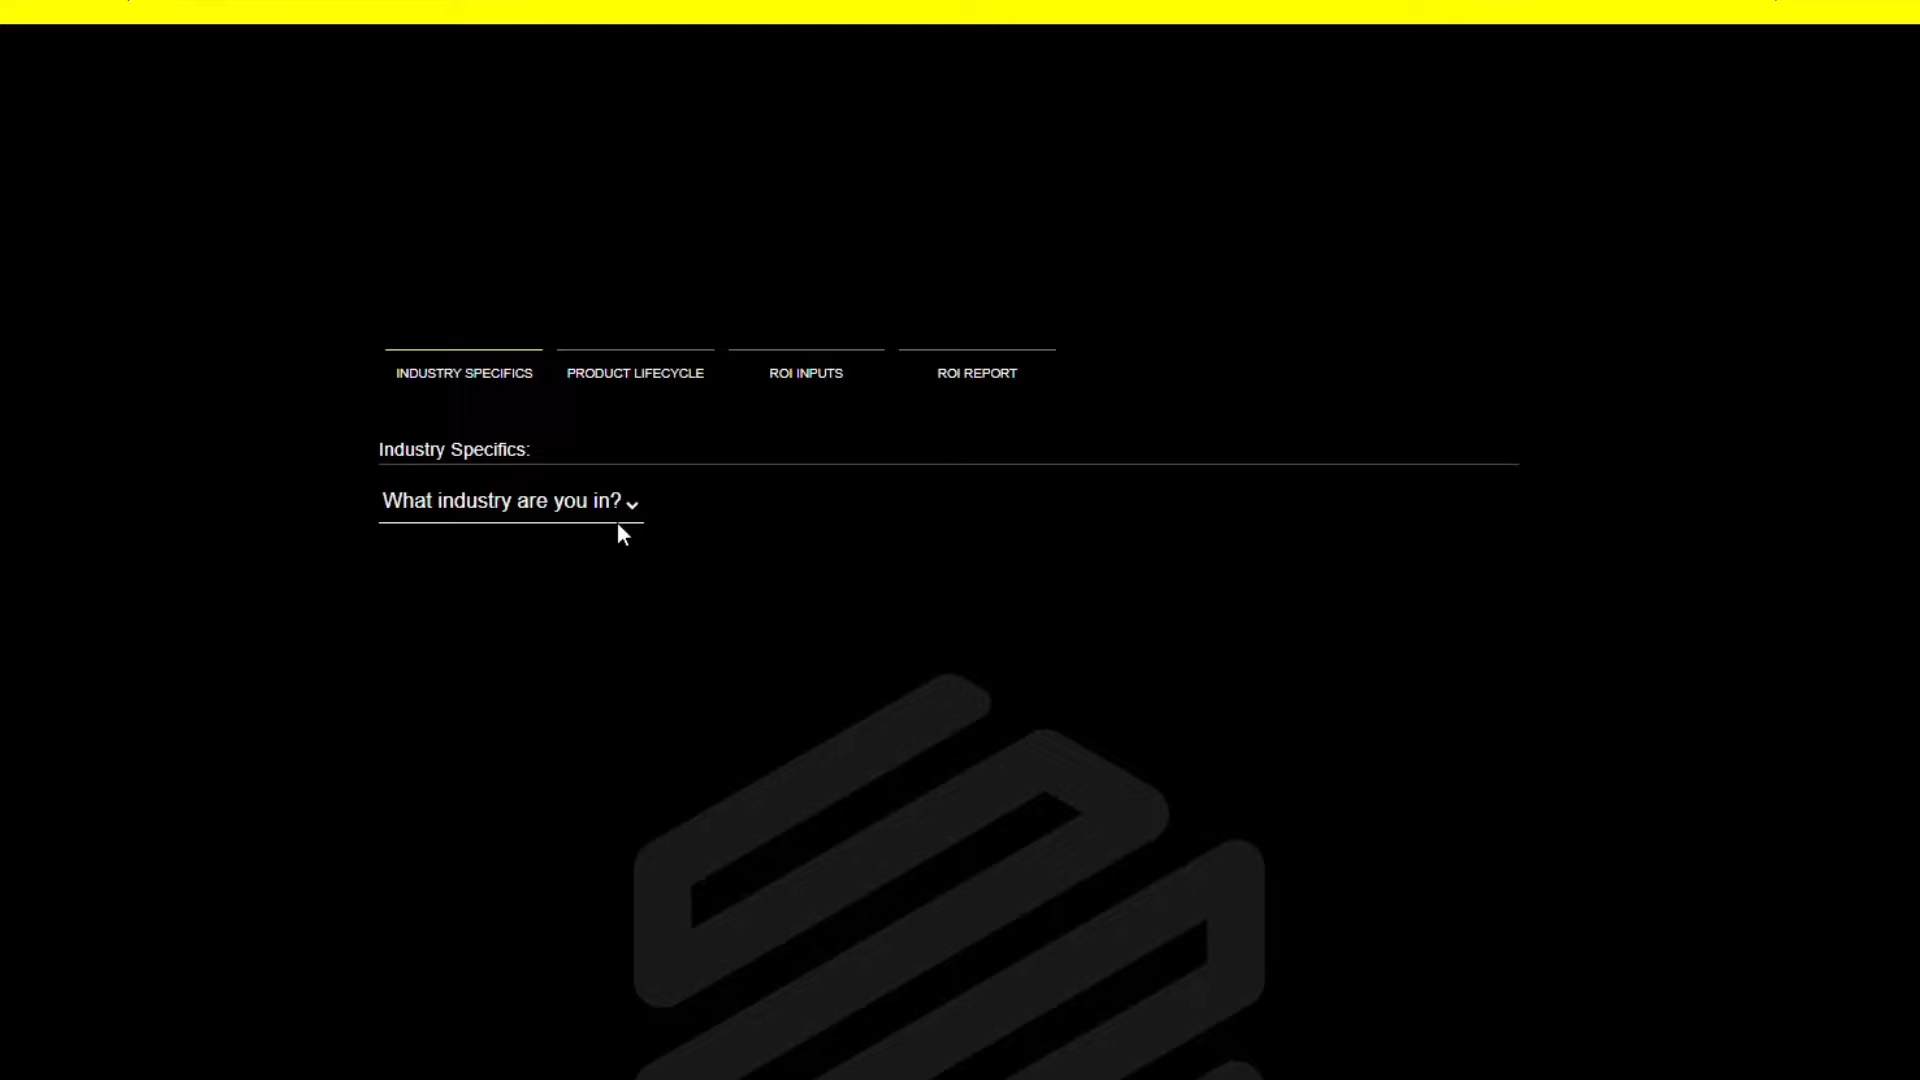 INDUSTRY SPECIFICS PRODUCT LIFECYCLE ROI INPUTS ROI REPORT
Industry Specifics:
What industry are you in?